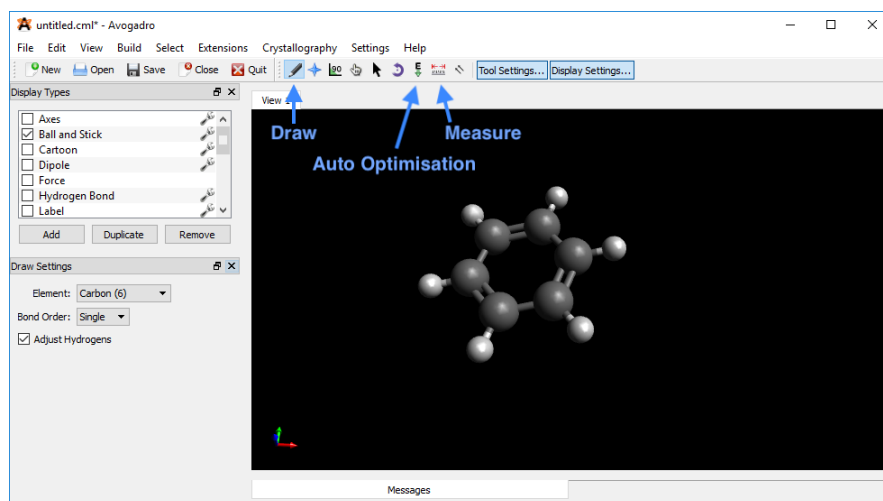 untitled.cml* - Avogadro
File Edit View Build Select Extensions Crystallography Settings Help
New Open Save Close Quit 90 E Tool Settings... Display Settings...
Display Types
View
Axes
Ball and Stick
Cartoon
Dipole
Force
Hydrogen Bond
Label
Add Duplicate Remove
Draw Settings
Element: Carbon (6)
Bond Order: Single
Adjust Hydrogens
Draw
Measure
Auto Optimisation
Messages